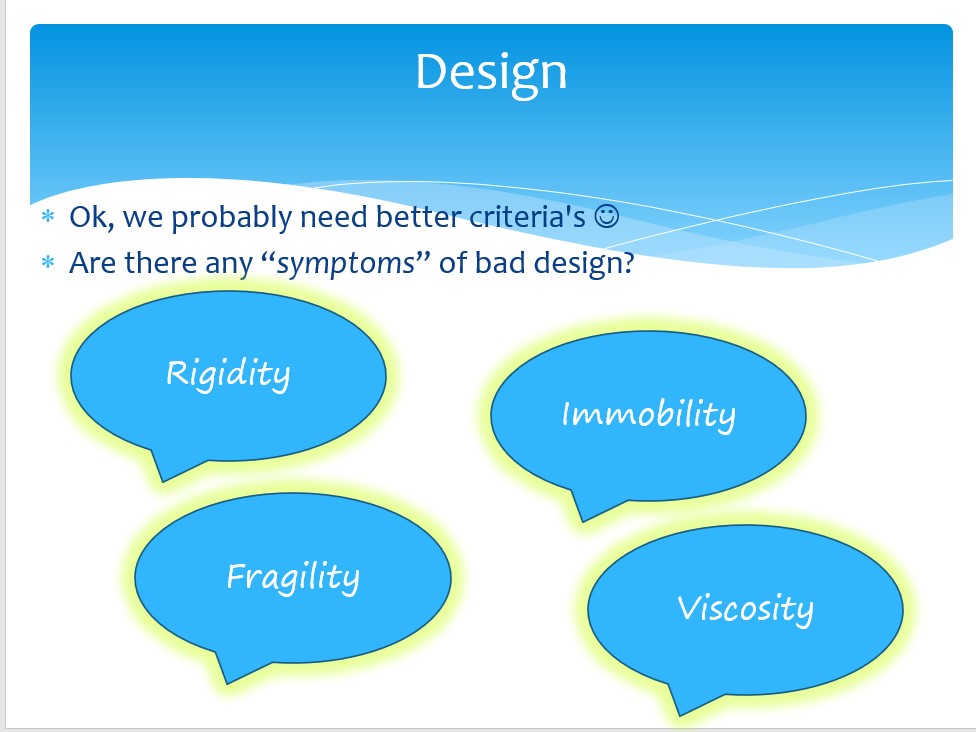 Design
Ok, we probably need better criteria's ☺
Are there any “symptoms” of bad design?
Rigidity
Immobility
Fragility
Viscosity